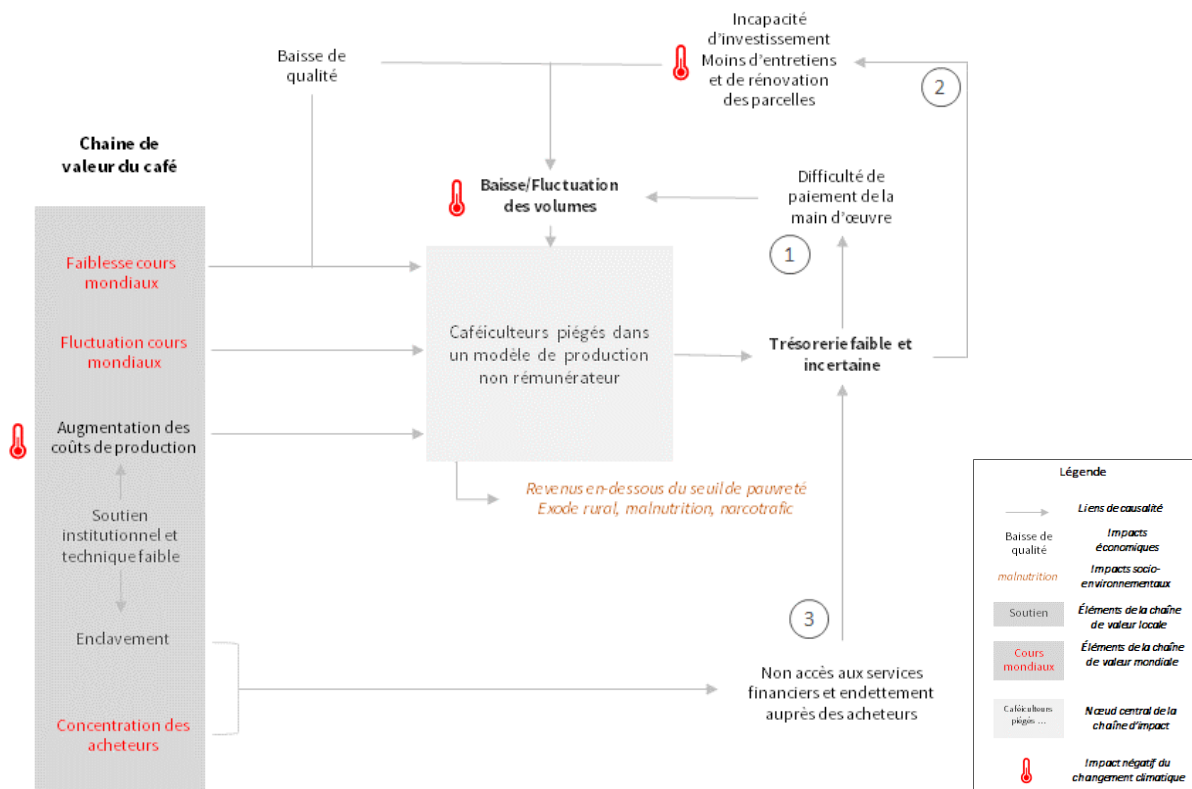 Incapacité
d'investissement
Moins d'entretiens
et de rénovation
des parcelles
Baisse de
qualité
2
Chaine de
valeur du café
Difficulté de
paiement de la
main d'œuvre
Baisse/Fluctuation
des volumes
1
Faiblesse cours
mondiaux
Fluctuation cours
mondiaux
Augmentation des
coûts de production
Soutien
institutionnel et
technique faible
Enclavement
Concentration des
acheteurs
Caféiculteurs piégés dans
un modèle de production
non rémunérateur
Trésorerie faible et
incertaine
Revenus en-dessous du seuil de pauvreté
Exode rural, malnutrition, narcotrafic
3
Non accès aux services
financiers et endettement
auprès des acheteurs
Légende
Liens de causalité
Baisse de
qualité
Impacts
économiques
malnutrition
Impacts socio-
environnementaux
Soutien
Éléments de la chaîne
de valeur locale
Cours
mondiaux
Éléments de la chaîne
de valeur mondiale
Caféiculteurs
piégés ...
Nœud central de la
chaîne d'impact
Impact négatif du
changement climatique